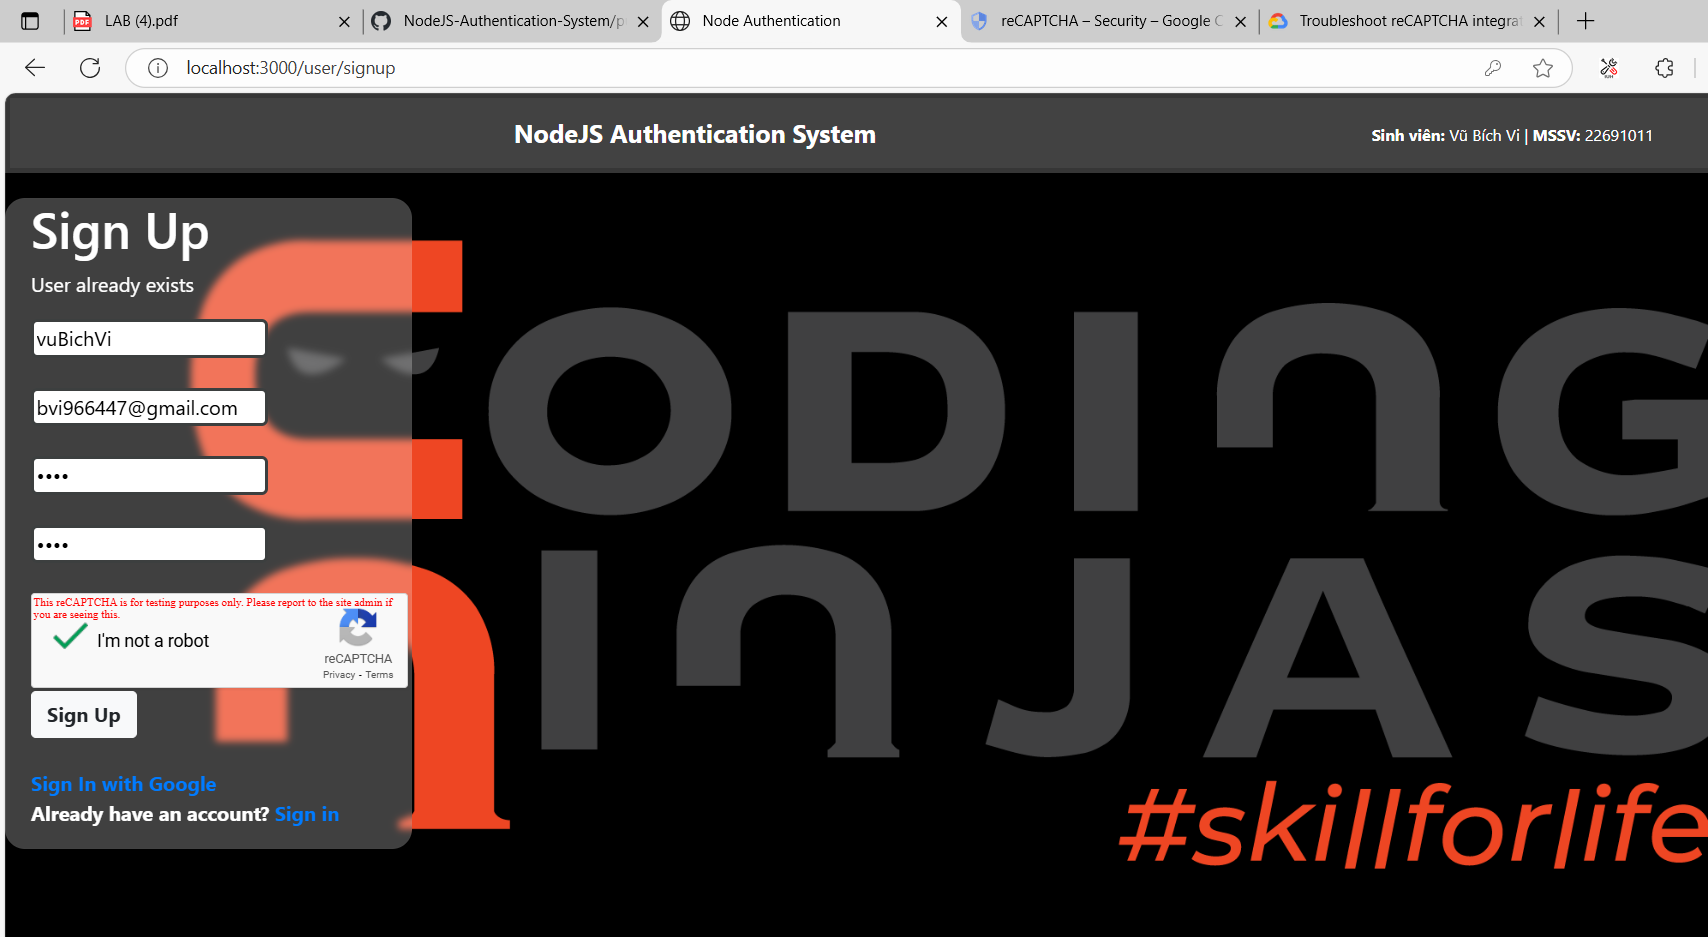 LAB (4).pdf
NodeJS-Authentication-System/p
Node Authentication
reCAPTCHA – Security – Google C
Troubleshoot reCAPTCHA integra
localhost:3000/user/signup
NodeJS Authentication System
Sinh viên: Vũ Bích Vi | MSSV: 22691011
Sign Up
User already exists
vuBichVi
bvi966447@gmail.com
••••
••••
This reCAPTCHA is for testing purposes only. Please report to the site admin if
you are seeing this.
I'm not a robot
reCAPTCHA
Privacy - Terms
Sign Up
Sign In with Google
Already have an account? Sign in
CODING
NINJAS
#skillforlife